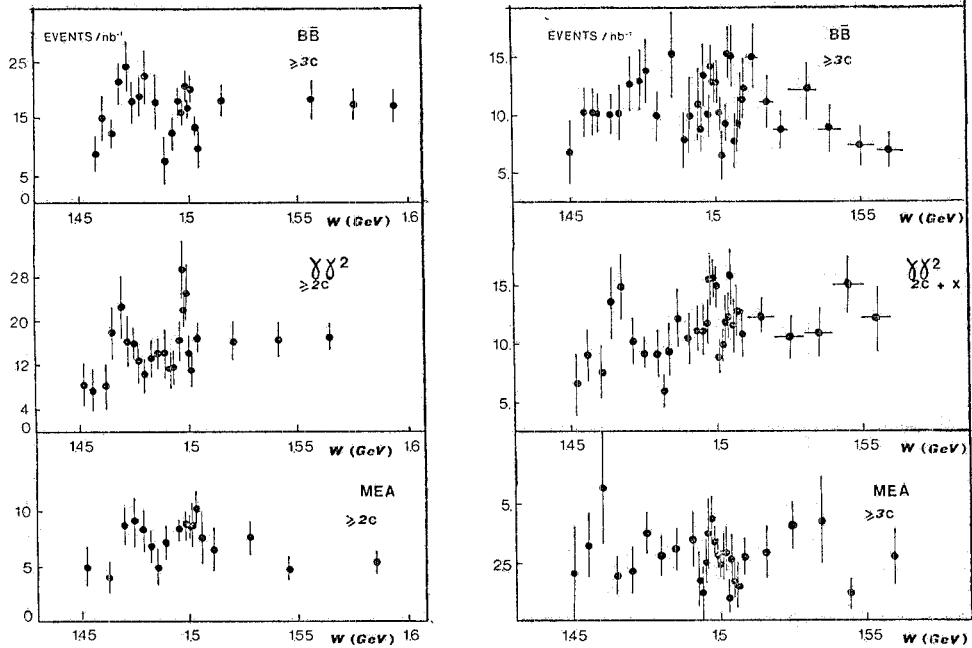 EVENTS/nb⁻¹
BB̄
≥3C
25
15
5
0
1.45
1.5
1.55
1.6
W (GeV)
γγ2
≥2C
28
20
12
4
0
1.45
1.5
1.55
1.6
W (GeV)
MEA
≥2C
10
5
0
1.45
1.5
1.55
1.6
W (GeV)
EVENTS/nb⁻¹
BB̄
≥3C
15.
10.
5.
1.45
1.5
1.55
W (GeV)
γγ2
2C + X
15.
10.
5.
1.45
1.5
1.55
W (GeV)
MEA
≥3C
5.
2.5
1.45
1.5
1.55
W (GeV)